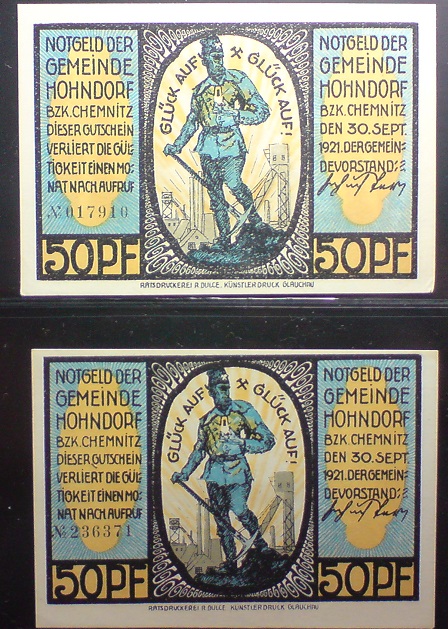 NOTGELD DER
GEMEINDE
HOHNDORF
BZK. CHEMNITZ
DIESER GUTSCHEIN
VERLIERT DIE GÜL-
TIGKEIT EINEN MO-
NAT NACH AUFRUF
№ 017910
50 PF
GLÜCK AUF! GLÜCK AUF!
NOTGELD DER
GEMEINDE
HOHNDORF
BZK. CHEMNITZ
DEN 30. SEPT.
1921. DER GEMEIN-
DEVORSTAND:
50 PF
RATSDRUCKEREI R. DULCE, KÜNSTLERDRUCK GLAUCHAU
NOTGELD DER
GEMEINDE
HOHNDORF
BZK. CHEMNITZ
DIESER GUTSCHEIN
VERLIERT DIE GÜL-
TIGKEIT EINEN MO-
NAT NACH AUFRUF
№ 236371
50 PF
GLÜCK AUF! GLÜCK AUF!
NOTGELD DER
GEMEINDE
HOHNDORF
BZK. CHEMNITZ
DEN 30. SEPT.
1921. DER GEMEIN-
DEVORSTAND:
50 PF
RATSDRUCKEREI R. DULCE, KÜNSTLERDRUCK GLAUCHAU